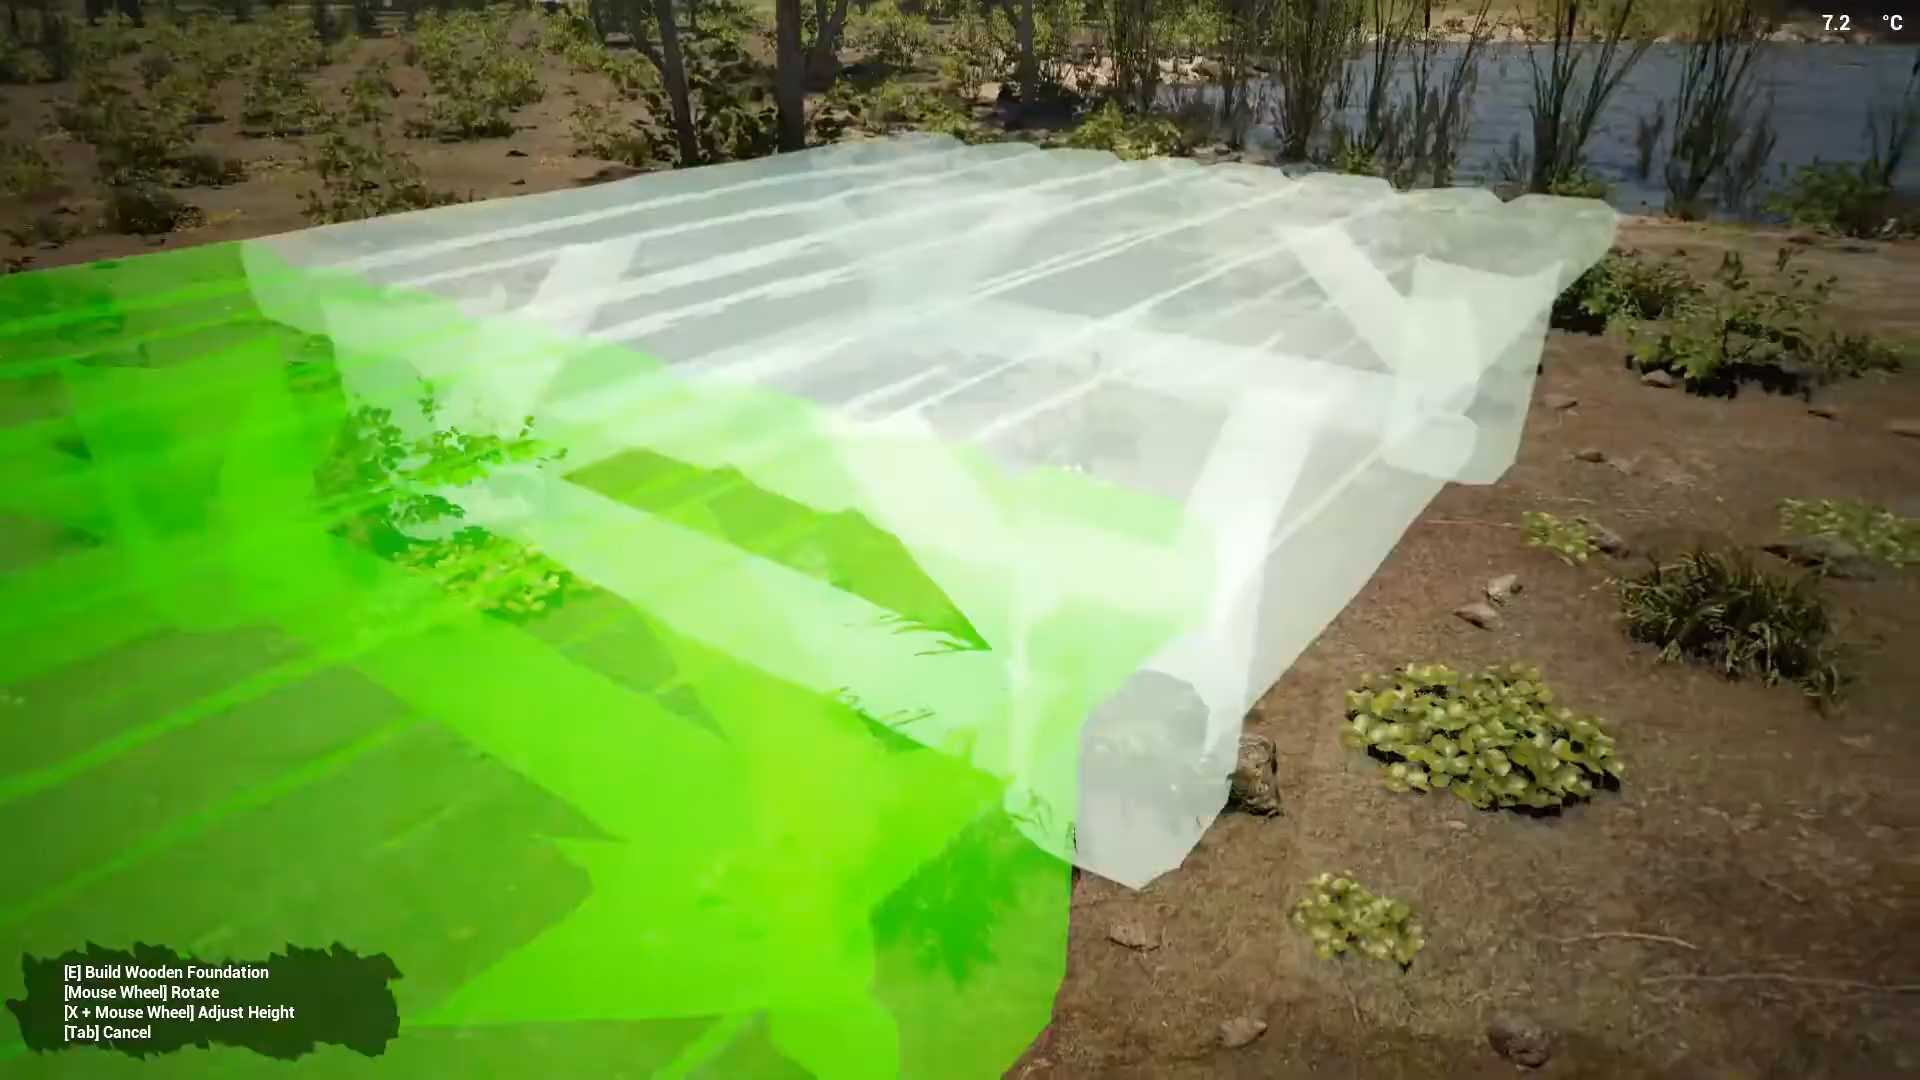 7.2 °C
[E] Build Wooden Foundation
[Mouse Wheel] Rotate
[X + Mouse Wheel] Adjust Height
[Tab] Cancel